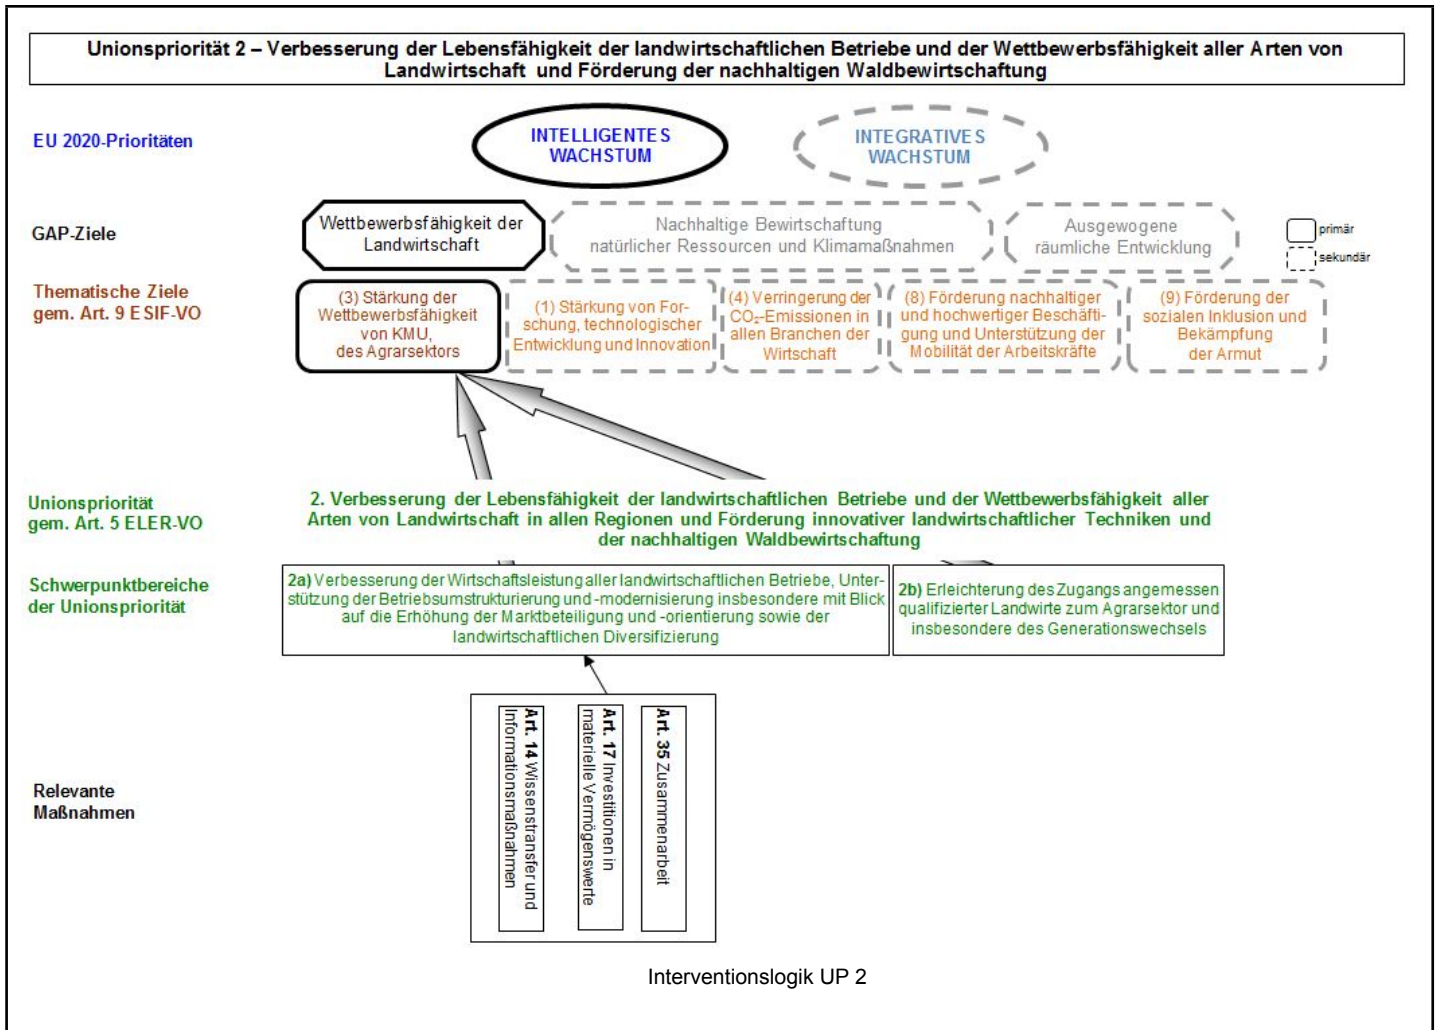 Unionspriorität 2 – Verbesserung der Lebensfähigkeit der landwirtschaftlichen Betriebe und der Wettbewerbsfähigkeit aller Arten von
Landwirtschaft und Förderung der nachhaltigen Waldbewirtschaftung
EU 2020-Prioritäten
INTELLIGENTES
WACHSTUM
INTEGRATIVES
WACHSTUM
GAP-Ziele
Wettbewerbsfähigkeit der
Landwirtschaft
Nachhaltige Bewirtschaftung
natürlicher Ressourcen und Klimamaßnahmen
Ausgewogene
räumliche Entwicklung
primär
sekundär
Thematische Ziele
gem. Art. 9 ESIF-VO
(3) Stärkung der
Wettbewerbsfähigkeit
von KMU,
des Agrarsektors
(1) Stärkung von For-
schung, technologischer
Entwicklung und Innovation
(4) Verringerung der
CO₂-Emissionen in
allen Branchen der
Wirtschaft
(8) Förderung nachhaltiger
und hochwertiger Beschäfti-
gung und Unterstützung der
Mobilität der Arbeitskräfte
(9) Förderung der
sozialen Inklusion und
Bekämpfung
der Armut
Unionspriorität
gem. Art. 5 ELER-VO
2. Verbesserung der Lebensfähigkeit der landwirtschaftlichen Betriebe und der Wettbewerbsfähigkeit aller
Arten von Landwirtschaft in allen Regionen und Förderung innovativer landwirtschaftlicher Techniken und
der nachhaltigen Waldbewirtschaftung
Schwerpunktbereiche
der Unionspriorität
2a) Verbesserung der Wirtschaftsleistung aller landwirtschaftlichen Betriebe, Unter-
stützung der Betriebsumstrukturierung und -modernisierung insbesondere mit Blick
auf die Erhöhung der Marktbeteiligung und -orientierung sowie der
landwirtschaftlichen Diversifizierung
2b) Erleichterung des Zugangs angemessen
qualifizierter Landwirte zum Agrarsektor und
insbesondere des Generationswechsels
Relevante
Maßnahmen
Art. 14 Wissenstransfer und
Informationsmaßnahmen
Art. 17 Investitionen in
materielle Vermögenswerte
Art. 35 Zusammenarbeit
Interventionslogik UP 2